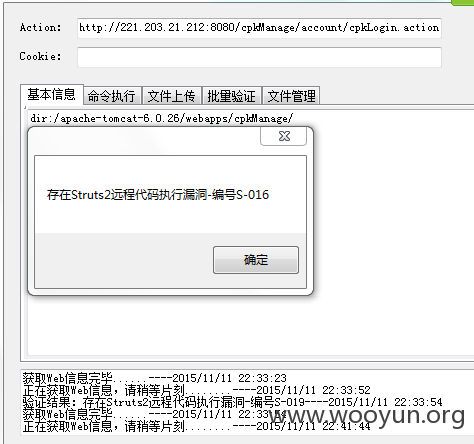 Action:
http://221.203.21.212:8080/cpkManage/account/cpkLogin.action
Cookie:
基本信息 命令执行 文件上传 批量验证 文件管理
dir:/apache-tomcat-6.0.26/webapps/cpkManage/
存在Struts2远程代码执行漏洞-编号S-016
确定
获取Web信息完毕......----2015/11/11 22:33:23
正在获取Web信息，请稍等片刻........----2015/11/11 22:33:52
验证结果：存在Struts2远程代码执行漏洞-编号S-019----2015/11/11 22:33:54
获取Web信息完毕......----2015/11/11 22:33:54
正在获取Web信息，请稍等片刻........----2015/11/11 22:41:44
www.wooyun.org